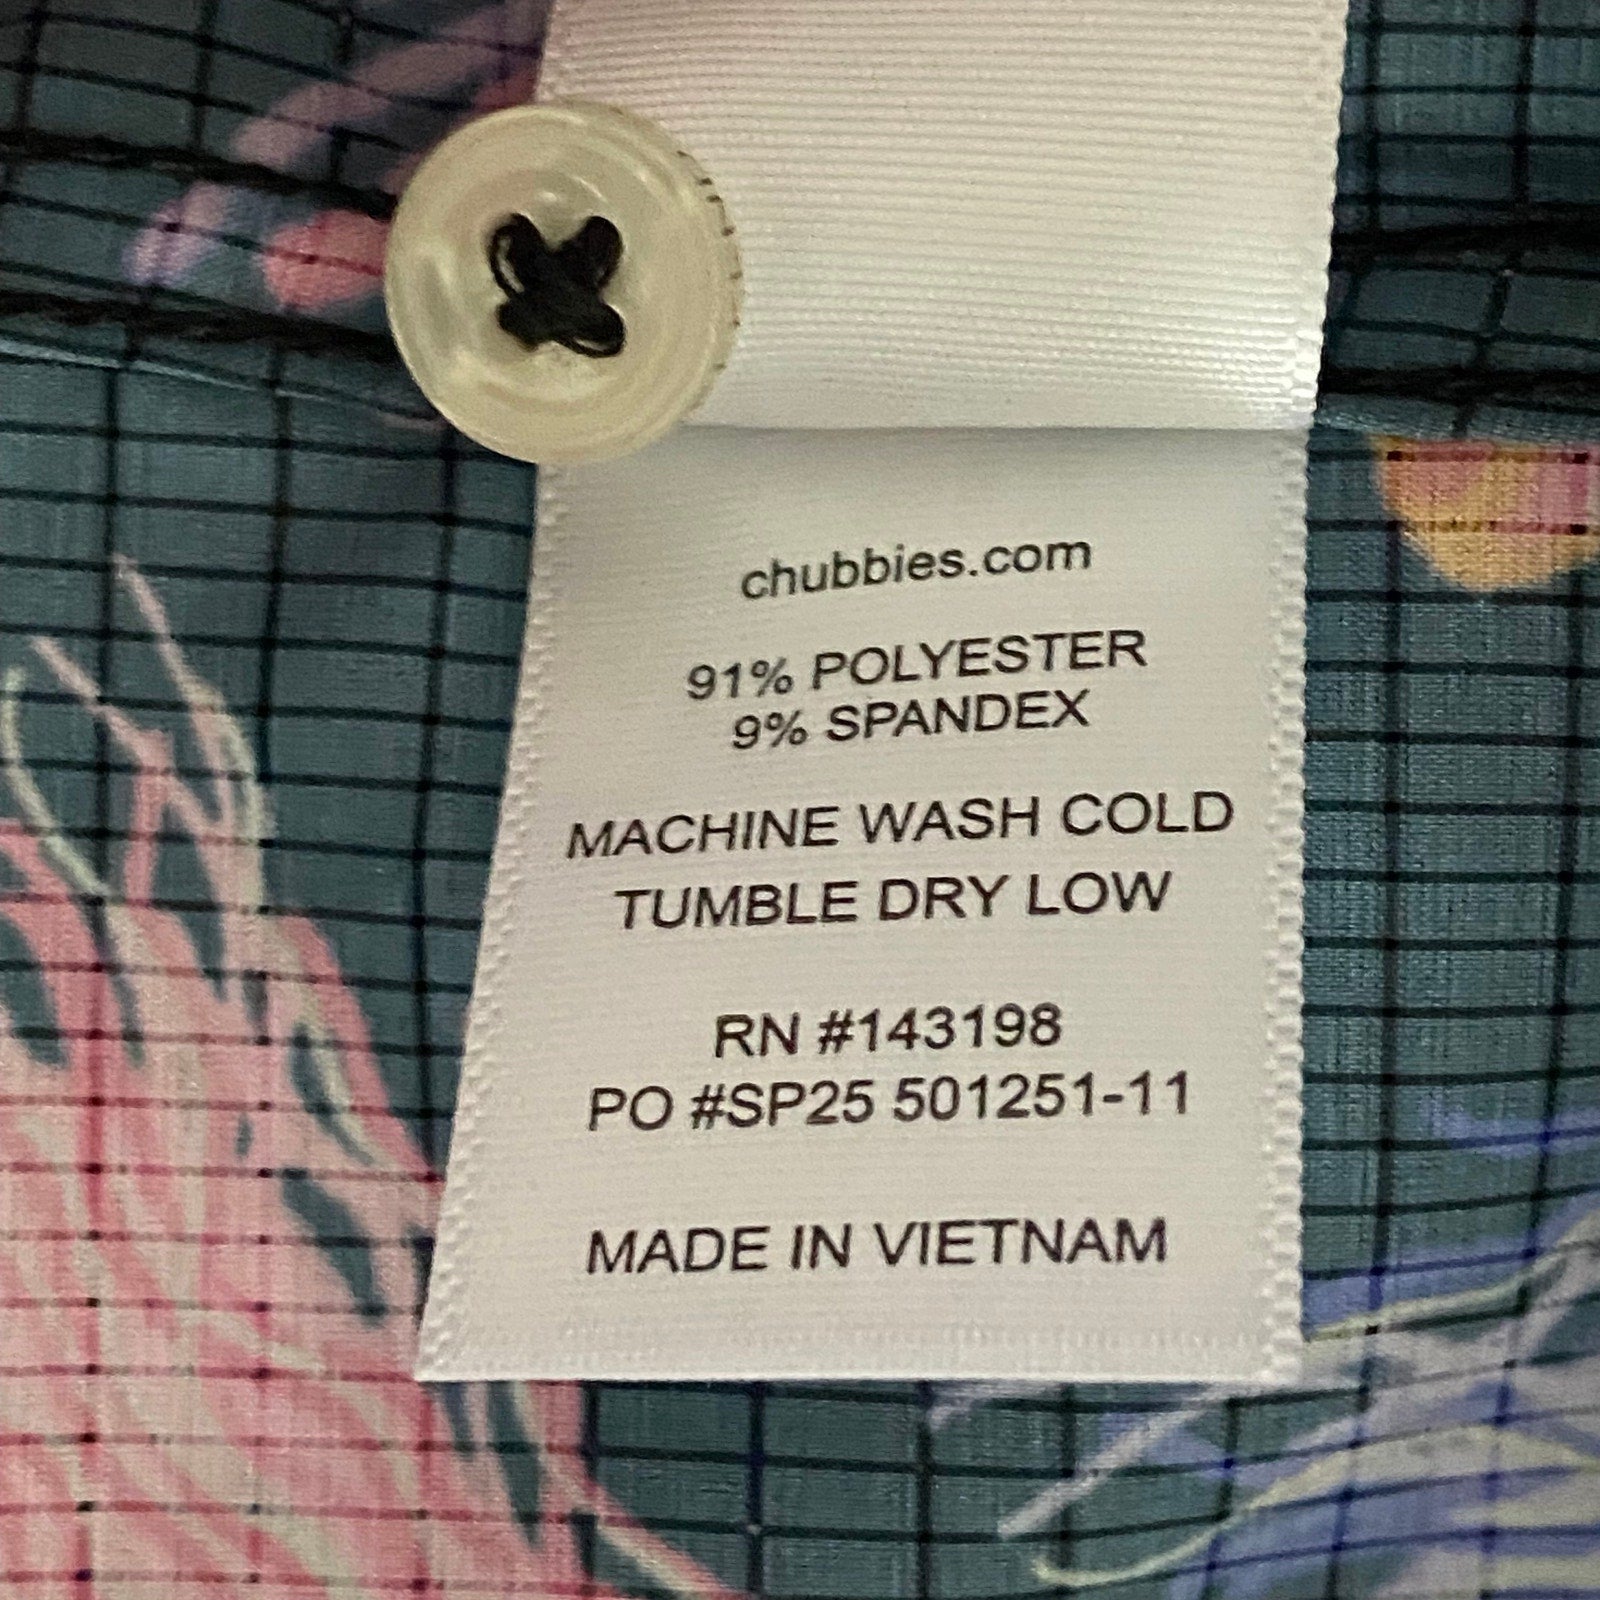 chubbies.com
91% POLYESTER
9% SPANDEX
MACHINE WASH COLD
TUMBLE DRY LOW
RN #143198
PO #SP25 501251-11
MADE IN VIETNAM